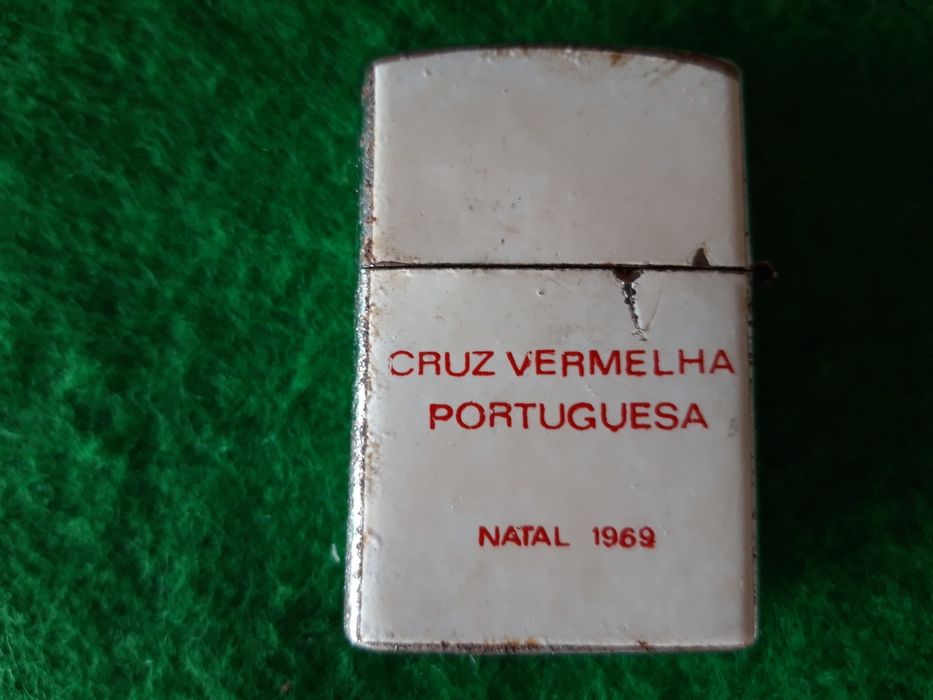 CRUZ VERMELHA
PORTUGUESA
NATAL 1969